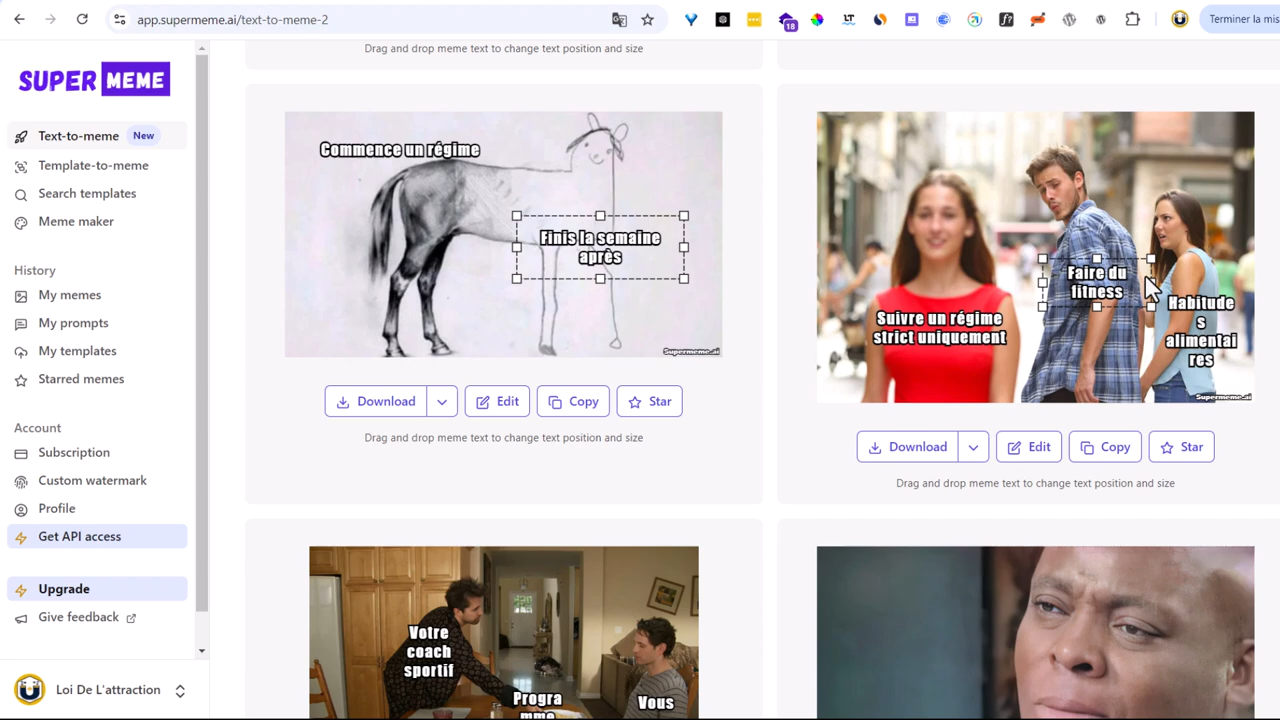 app.supermeme.ai/text-to-meme-2
18
LT
f?
Terminer la mis
SUPER MEME
Text-to-meme New
Template-to-meme
Search templates
Meme maker
History
My memes
My prompts
My templates
Starred memes
Account
Subscription
Custom watermark
Profile
Get API access
Upgrade
Give feedback
Loi De L'attraction
Drag and drop meme text to change text position and size
Commence un régime
Finis la semaine
après
Supermeme.ai
Download
Edit
Copy
Star
Drag and drop meme text to change text position and size
Suivre un régime
strict uniquement
Faire du
fitness
Habitude
s
alimentai
res
Supermeme.ai
Download
Edit
Copy
Star
Drag and drop meme text to change text position and size
Votre
coach
sportif
Progra
mme
Vous